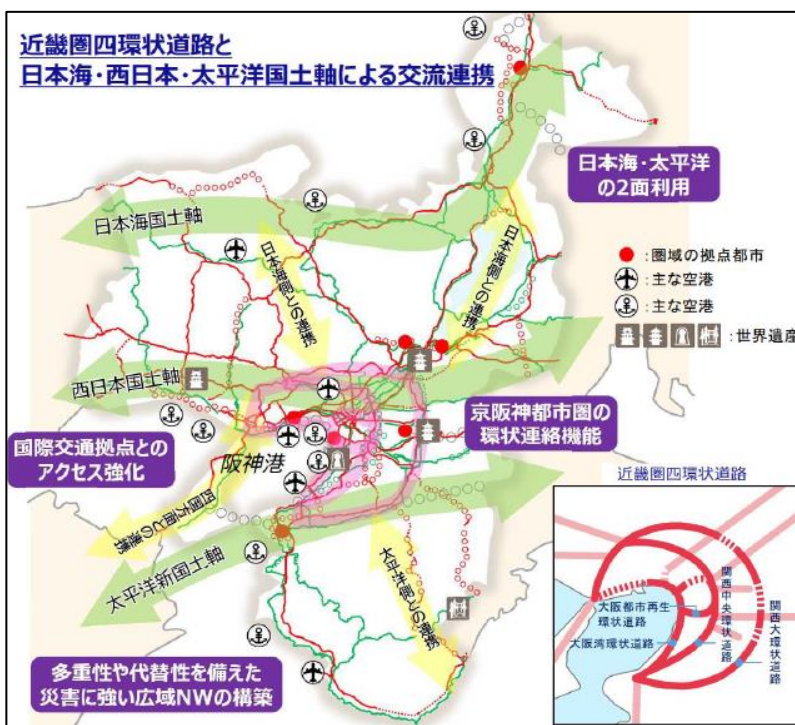 近畿圏四環状道路と
日本海・西日本・太平洋国土軸による交流連携
日本海・太平洋
の2面利用
日本海国土軸
日本海側との連携
日本海側との連携
：圏域の拠点都市
：主な空港
：主な空港
：世界遺産
西日本国土軸
京阪神都市圏の
環状連絡機能
国際交通拠点との
アクセス強化
阪神港
四国方面との連携
太平洋新国土軸
太平洋側との連携
多重性や代替性を備えた
災害に強い広域NWの構築
近畿圏四環状道路
大阪都市再生
環状道路
大阪湾環状道路
関西中央環状道路
関西大環状道路